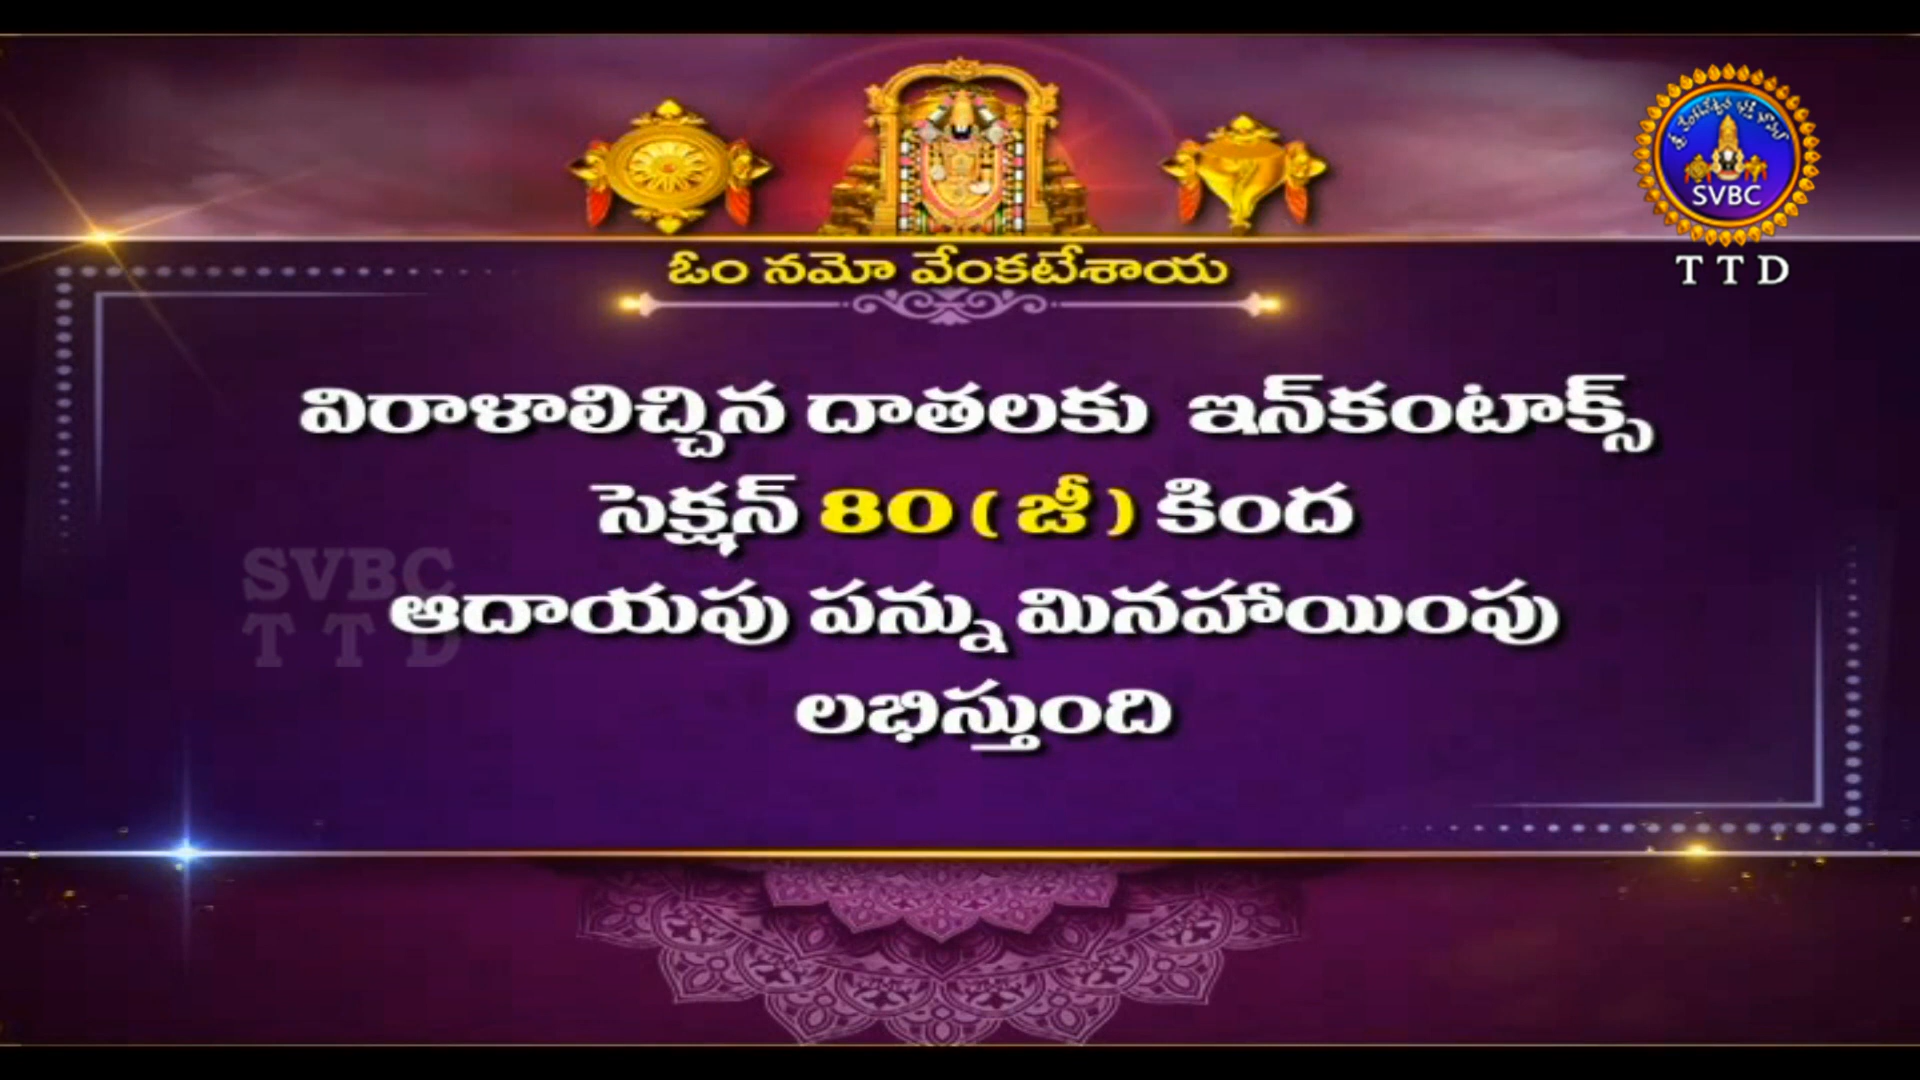 SVBC
TTD
ఓం నమో వేంకటేశాయ
విరాళాలిచ్చిన దాతలకు ఇన్‌కంటాక్స్
సెక్షన్ 80 ( జీ ) కింద
ఆదాయపు పన్ను మినహాయింపు
లభిస్తుంది
SVBC
TTD